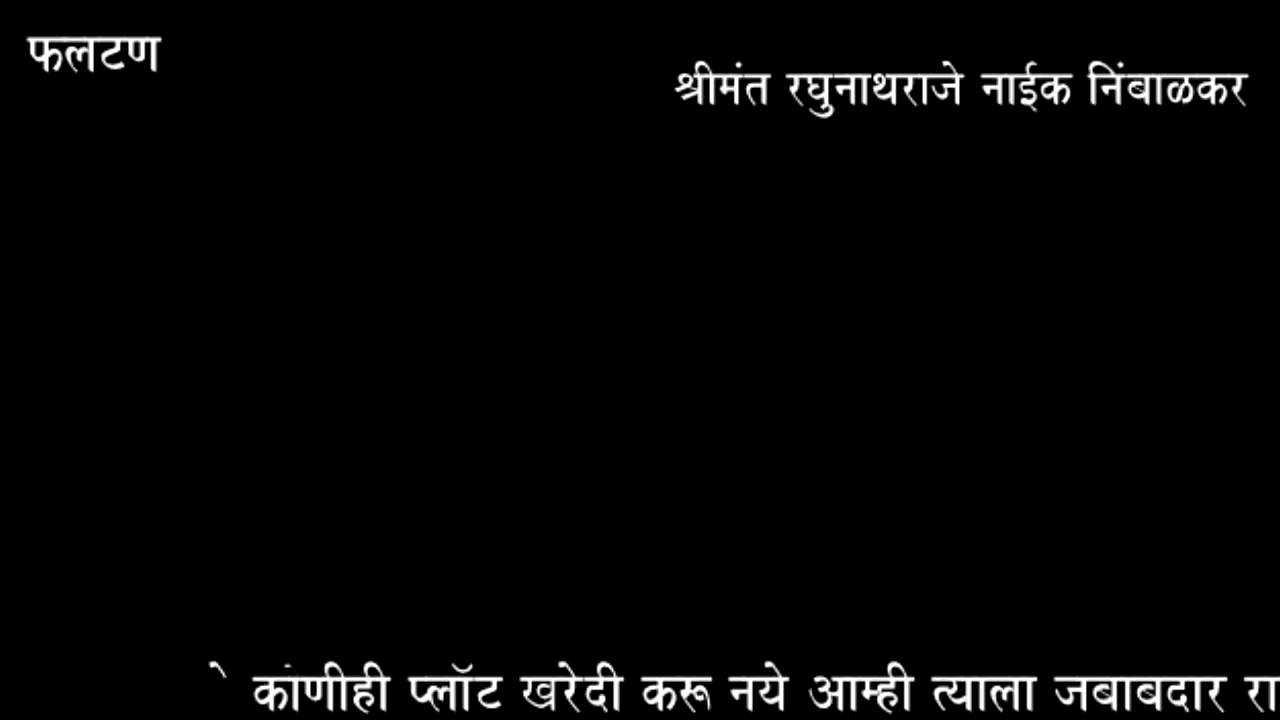 फलटण
श्रीमंत रघुनाथराजे नाईक निंबाळकर
कोणीही प्लॉट खरेदी करू नये आम्ही त्याला जबाबदार रा